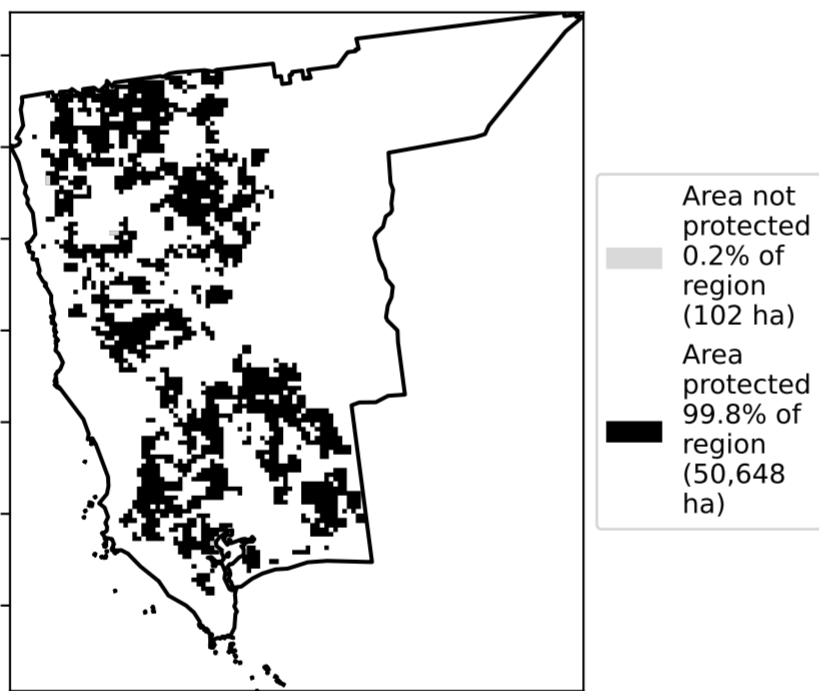 Area not
protected
0.2% of
region
(102 ha)
Area
protected
99.8% of
region
(50,648
ha)